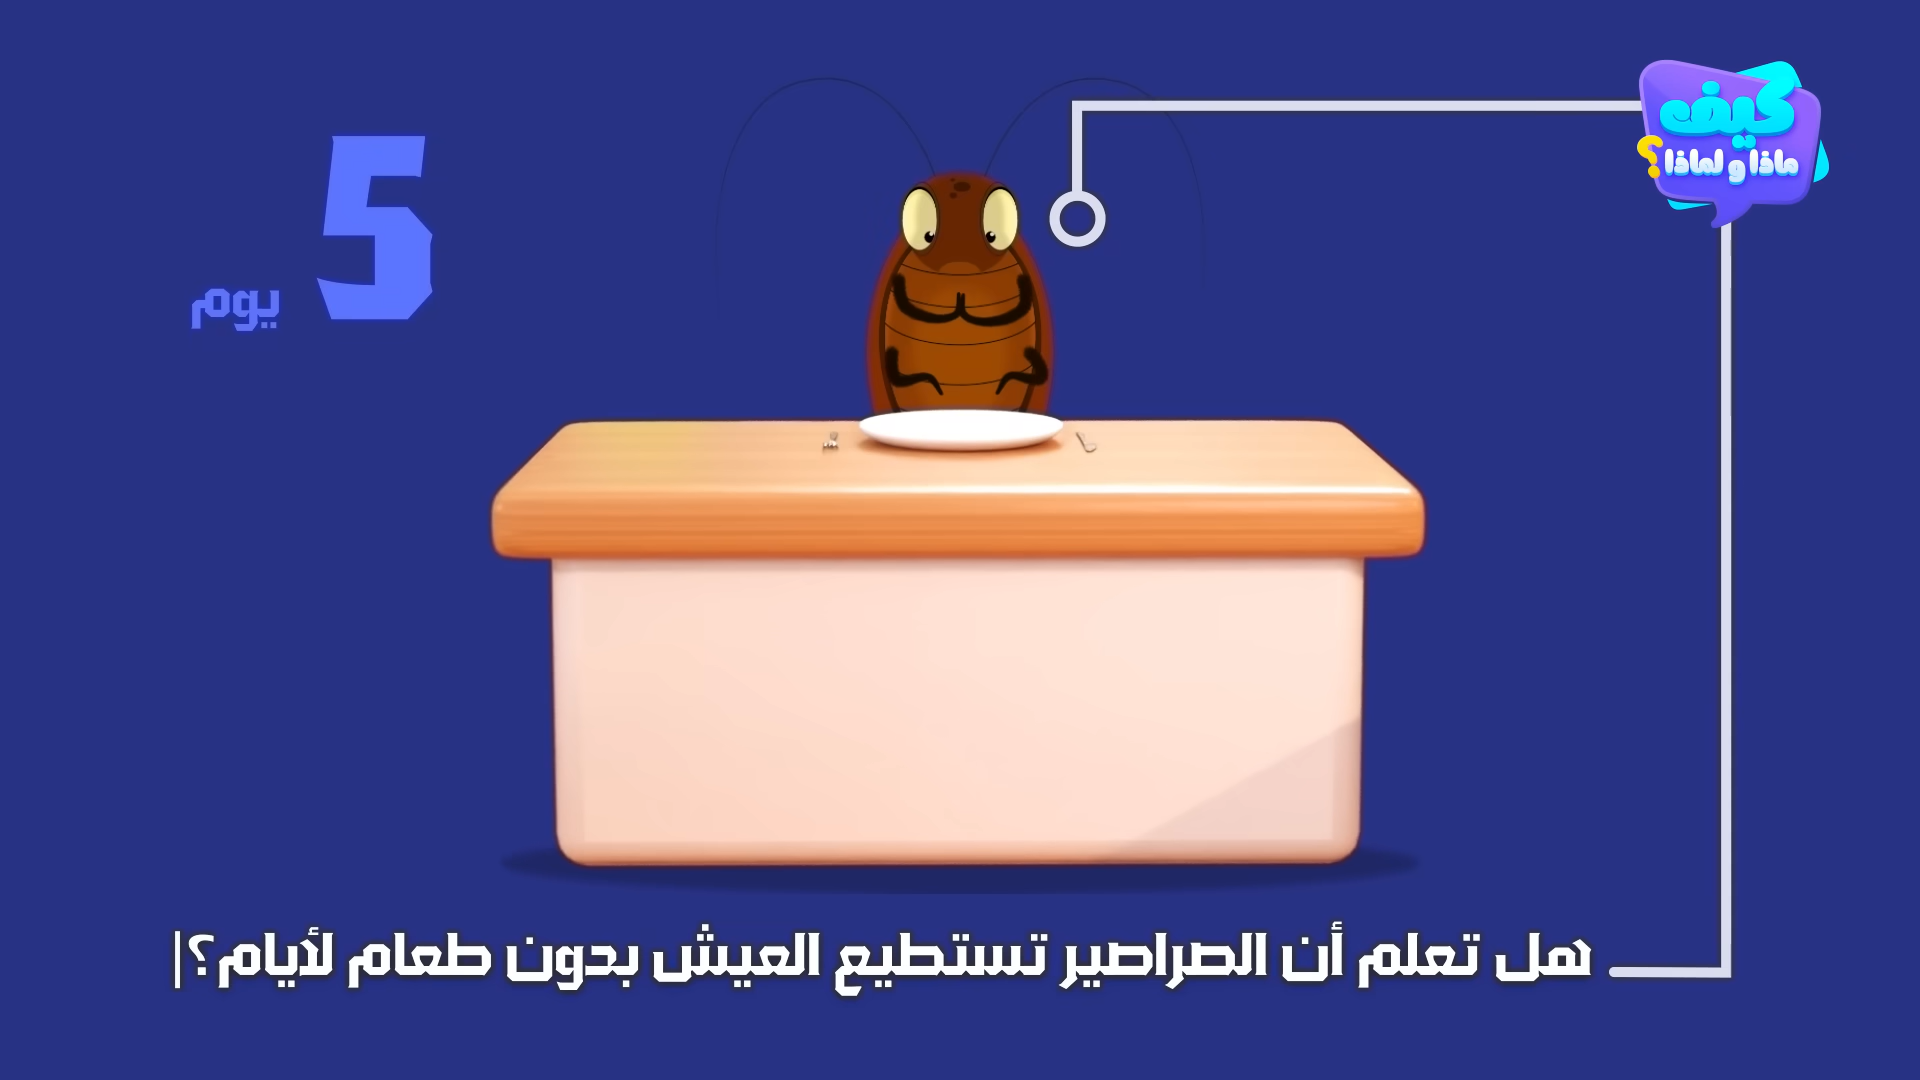 كيف
ماذا و لماذا؟
5 يوم
هل تعلم أن الصراصير تستطيع العيش بدون طعام لأيام؟|